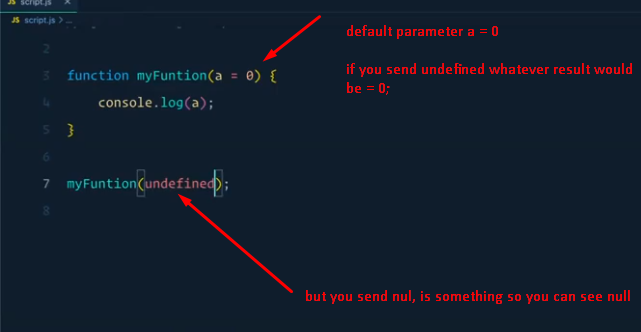 JS script.js ×
JS script.js > ...
2
3 function myFuntion(a = 0) {
4 console.log(a);
5 }
6
7 myFuntion(undefined);
8
default parameter a = 0
if you send undefined whatever result would
be = 0;
but you send nul, is something so you can see null